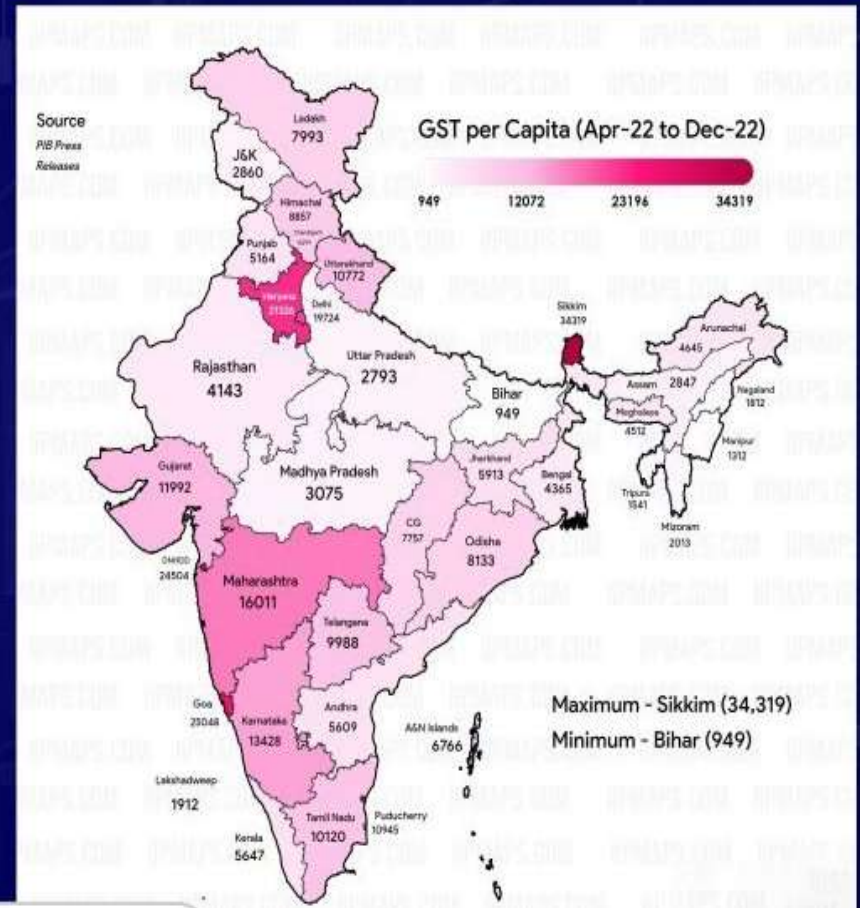 Source
PIB Press
Releases
GST per Capita (Apr-22 to Dec-22)
949 12072 23196 34319
Ladakh
7993
J&K
2860
Himachal
8857
Punjab
5164
Uttarakhand
10772
Haryana
Delhi
19724
Sikkim
34319
Arunachal
4645
Rajasthan
4143
Uttar Pradesh
2793
Bihar
949
Assam 2847
Nagaland
1812
Meghalaya
6512
Manipur
1312
Tripura
1541
Mizoram
2013
Gujarat
11992
Madhya Pradesh
3075
Jharkhand
5913
Bengal
4365
CG
7757
Odisha
8133
24504
Maharashtra
16011
Telangana
9988
Goa
Karnataka
13428
Andhra
5609
A&N Islands
6766
Maximum - Sikkim (34,319)
Minimum - Bihar (949)
Lakshadweep
1912
Kerala
5647
Tamil Nadu
10120
Puducherry
10945